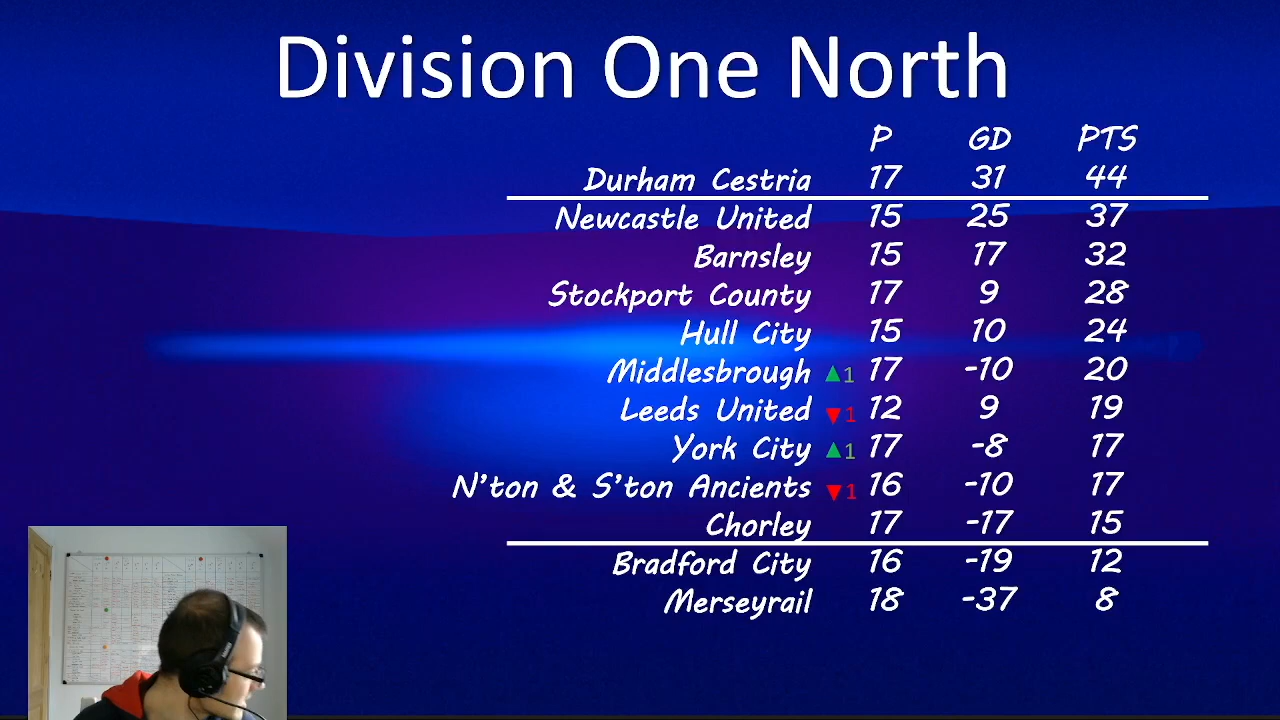 Division One North
P GD PTS
Durham Cestria 17 31 44
Newcastle United 15 25 37
Barnsley 15 17 32
Stockport County 17 9 28
Hull City 15 10 24
Middlesbrough ▲1 17 -10 20
Leeds United ▼1 12 9 19
York City ▲1 17 -8 17
N'ton & S'ton Ancients ▼1 16 -10 17
Chorley 17 -17 15
Bradford City 16 -19 12
Merseyrail 18 -37 8